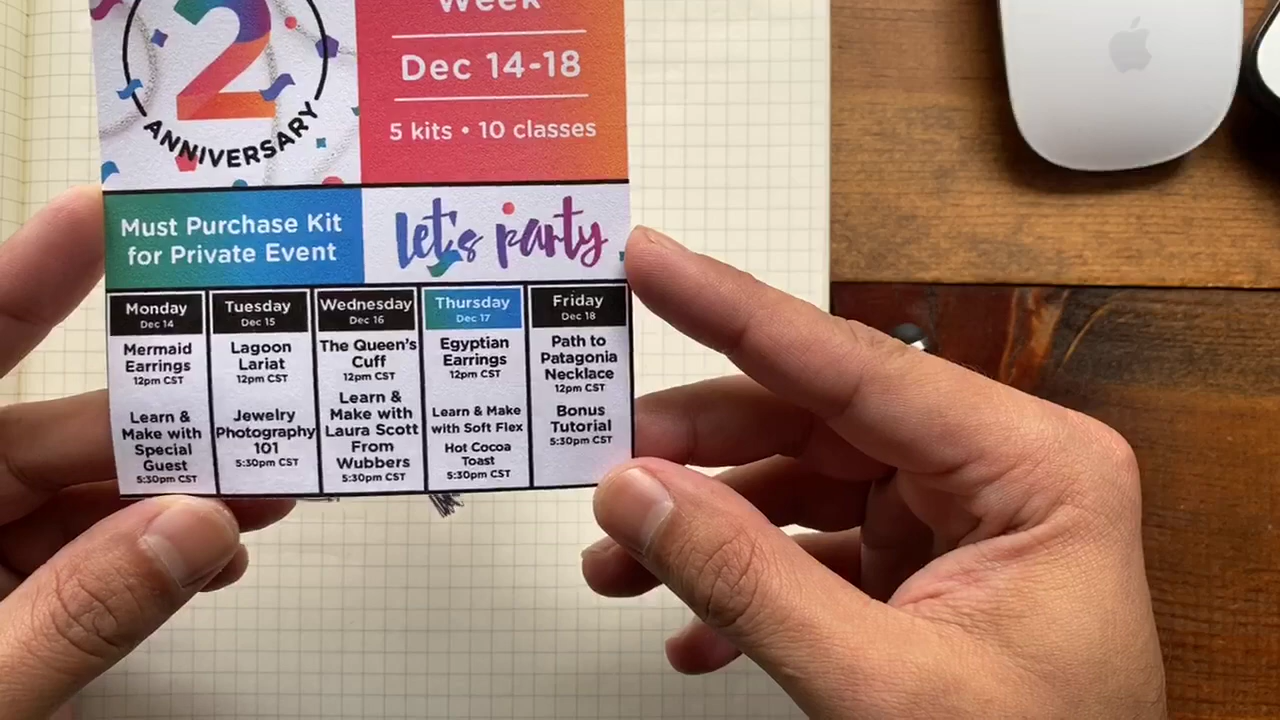 2
ANNIVERSARY
Week
Dec 14-18
5 kits • 10 classes
Must Purchase Kit
for Private Event
let's party
Monday
Dec 14
Mermaid
Earrings
12pm CST
Learn &
Make with
Special
Guest
5:30pm CST
Tuesday
Dec 15
Lagoon
Lariat
12pm CST
Jewelry
Photography
101
5:30pm CST
Wednesday
Dec 16
The Queen's
Cuff
12pm CST
Learn &
Make with
Laura Scott
From
Wubbers
5:30pm CST
Thursday
Dec 17
Egyptian
Earrings
12pm CST
Learn & Make
with Soft Flex
Hot Cocoa
Toast
5:30pm CST
Friday
Dec 18
Path to
Patagonia
Necklace
12pm CST
Bonus
Tutorial
5:30pm CST